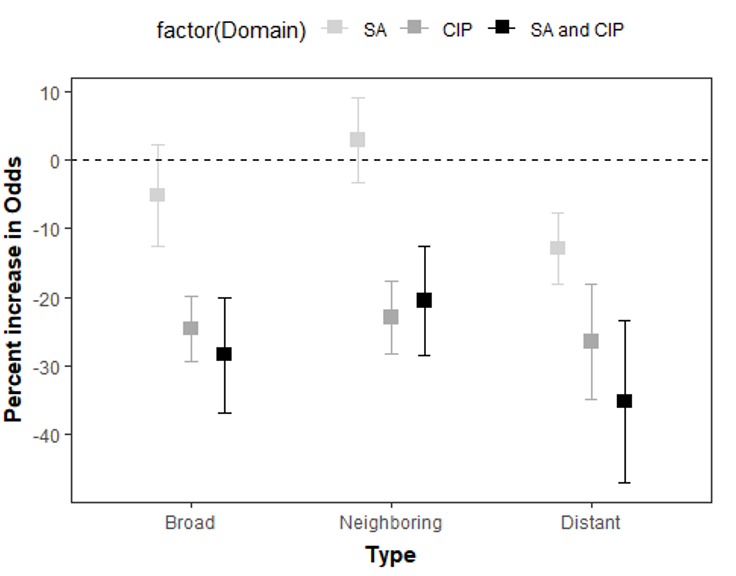 factor(Domain) SA CIP SA and CIP
Percent increase in Odds
10
0
-10
-20
-30
-40
Broad Neighboring Distant
Type